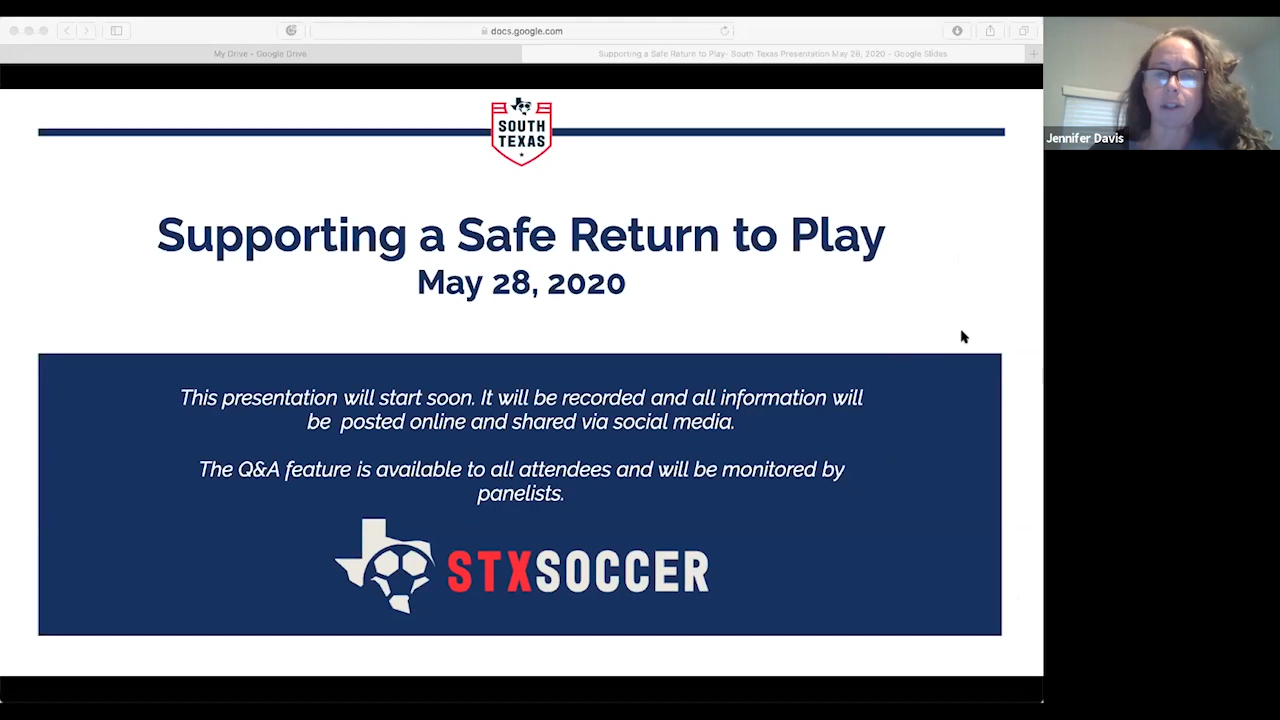 docs.google.com
My Drive - Google Drive
Supporting a Safe Return to Play- South Texas Presentation May 28, 2020 - Google Slides
Jennifer Davis
SOUTH
TEXAS
Supporting a Safe Return to Play
May 28, 2020
This presentation will start soon. It will be recorded and all information will
be posted online and shared via social media.
The Q&A feature is available to all attendees and will be monitored by
panelists.
STXSOCCER